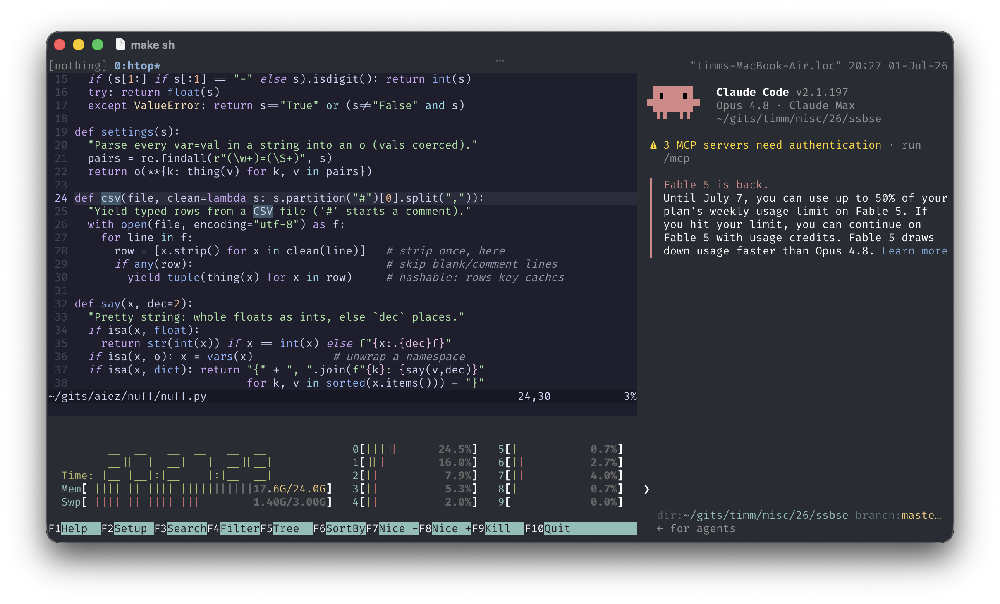 make sh
[nothing] 0:htop*
"timms-MacBook-Air.loc" 20:27 01-Jul-26
15   if (s[1:] if s[:1] == "-" else s).isdigit(): return int(s)
16   try: return float(s)
17   except ValueError: return s=="True" or (s!="False" and s)
18
19 def settings(s):
20   "Parse every var=val in a string into an o (vals coerced)."
21   pairs = re.findall(r"(\w+)=(\S+)", s)
22   return o(**{k: thing(v) for k, v in pairs})
23
24 def csv(file, clean=lambda s: s.partition("#")[0].split(",")):
25   "Yield typed rows from a CSV file ('#' starts a comment)."
26   with open(file, encoding="utf-8") as f:
27     for line in f:
28       row = [x.strip() for x in clean(line)]   # strip once, here
29       if any(row):                             # skip blank/comment lines
30         yield tuple(thing(x) for x in row)     # hashable: rows key caches
31
32 def say(x, dec=2):
33   "Pretty string: whole floats as ints, else `dec` places."
34   if isa(x, float):
35     return str(int(x)) if x == int(x) else f"{x:.{dec}f}"
36   if isa(x, o): x = vars(x)            # unwrap a namespace
37   if isa(x, dict): return "{" + ", ".join(f"{k}: {say(v,dec)}"
38                           for k, v in sorted(x.items())) + "}"
~/gits/aiez/nuff/nuff.py 24,30 3%
Time: 20:27:29
Mem[17.6G/24.0G]
Swp[1.40G/3.00G]
0[24.5%]
1[16.0%]
2[7.9%]
3[5.3%]
4[2.0%]
5[0.7%]
6[2.7%]
7[4.0%]
8[0.7%]
9[0.0%]
F1Help F2Setup F3SearchF4FilterF5Tree F6SortByF7Nice -F8Nice +F9Kill F10Quit
Claude Code v2.1.197
Opus 4.8 · Claude Max
~/gits/timm/misc/26/ssbse
⚠ 3 MCP servers need authentication · run
/mcp
Fable 5 is back.
Until July 7, you can use up to 50% of your
plan's weekly usage limit on Fable 5. If
you hit your limit, you can continue on
Fable 5 with usage credits. Fable 5 draws
down usage faster than Opus 4.8. Learn more
❯
dir:~/gits/timm/misc/26/ssbse branch:maste…
← for agents